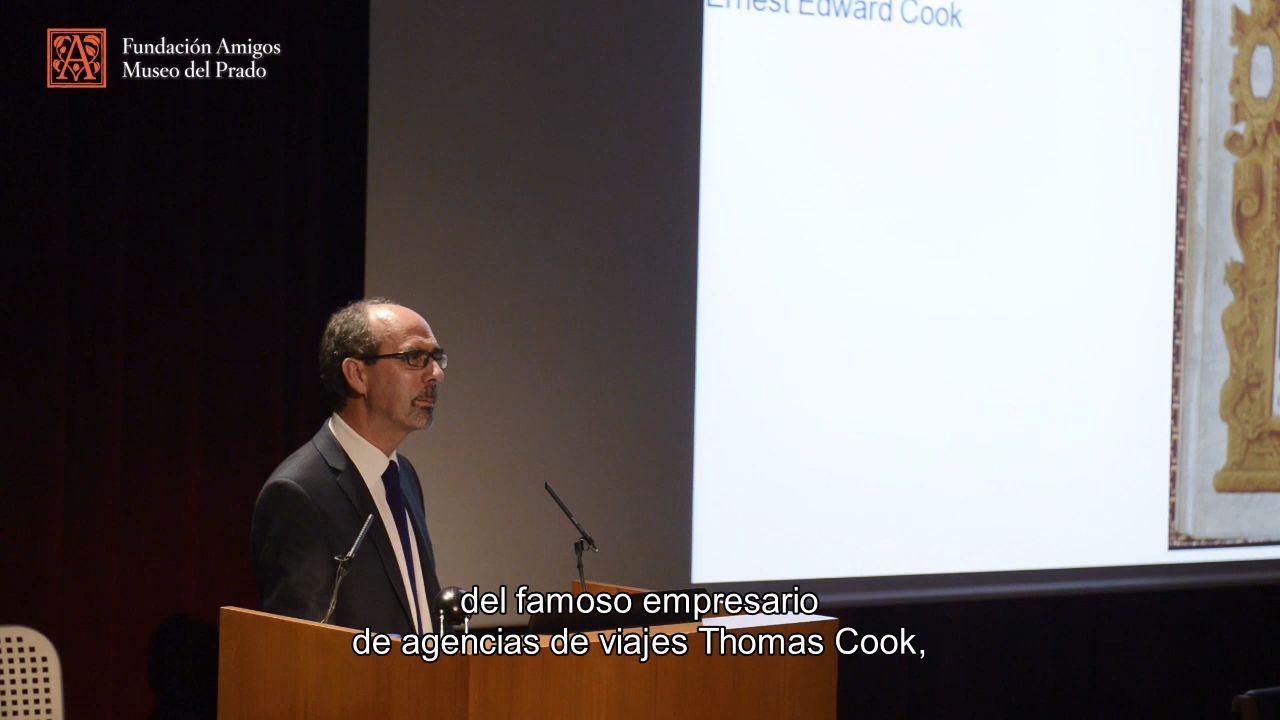 Fundación Amigos
Museo del Prado
Ernest Edward Cook
del famoso empresario
de agencias de viajes Thomas Cook,